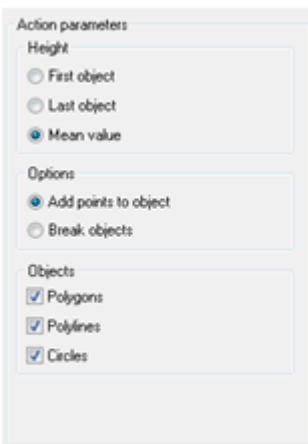 Action parameters
Height
First object
Last object
Mean value
Options
Add points to object
Break objects
Objects
Polygons
Polylines
Circles